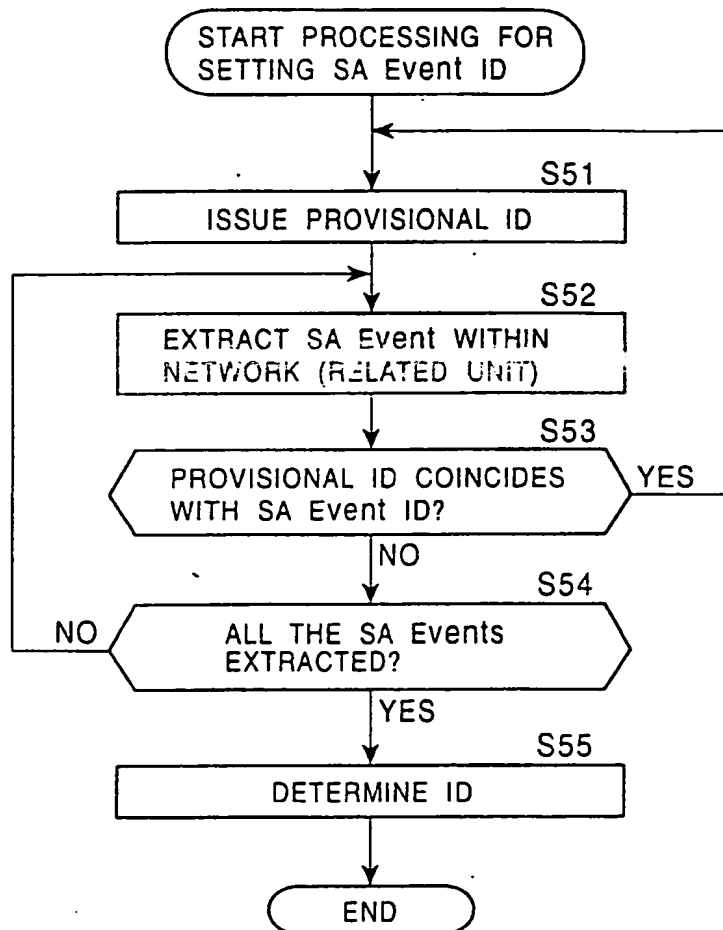 START PROCESSING FOR
SETTING SA Event ID
S51
ISSUE PROVISIONAL ID
S52
EXTRACT SA Event WITHIN
NETWORK (RELATED UNIT)
S53
PROVISIONAL ID COINCIDES
WITH SA Event ID?
YES
NO
S54
ALL THE SA Events
EXTRACTED?
NO
YES
S55
DETERMINE ID
END